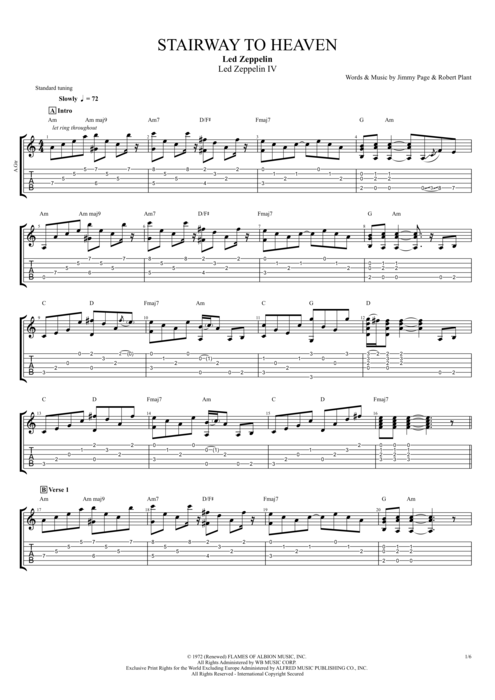 STAIRWAY TO HEAVEN
Led Zeppelin
Led Zeppelin IV
Words & Music by Jimmy Page & Robert Plant
Standard tuning
Slowly ♩ = 72
A Intro
Am Am maj9 Am7 D/F# Fmaj7 G Am
let ring throughout
A.Gtr
Am Am maj9 Am7 D/F# Fmaj7 G Am
C D Fmaj7 Am C G D
C D Fmaj7 Am C D Fmaj7
B Verse 1
Am Am maj9 Am7 D/F# Fmaj7 G Am
© 1972 (Renewed) FLAMES OF ALBION MUSIC, INC.
All Rights Administered by WB MUSIC CORP.
Exclusive Print Rights for the World Excluding Europe Administered by ALFRED MUSIC PUBLISHING CO., INC.
All Rights Reserved - International Copyright Secured
1/6